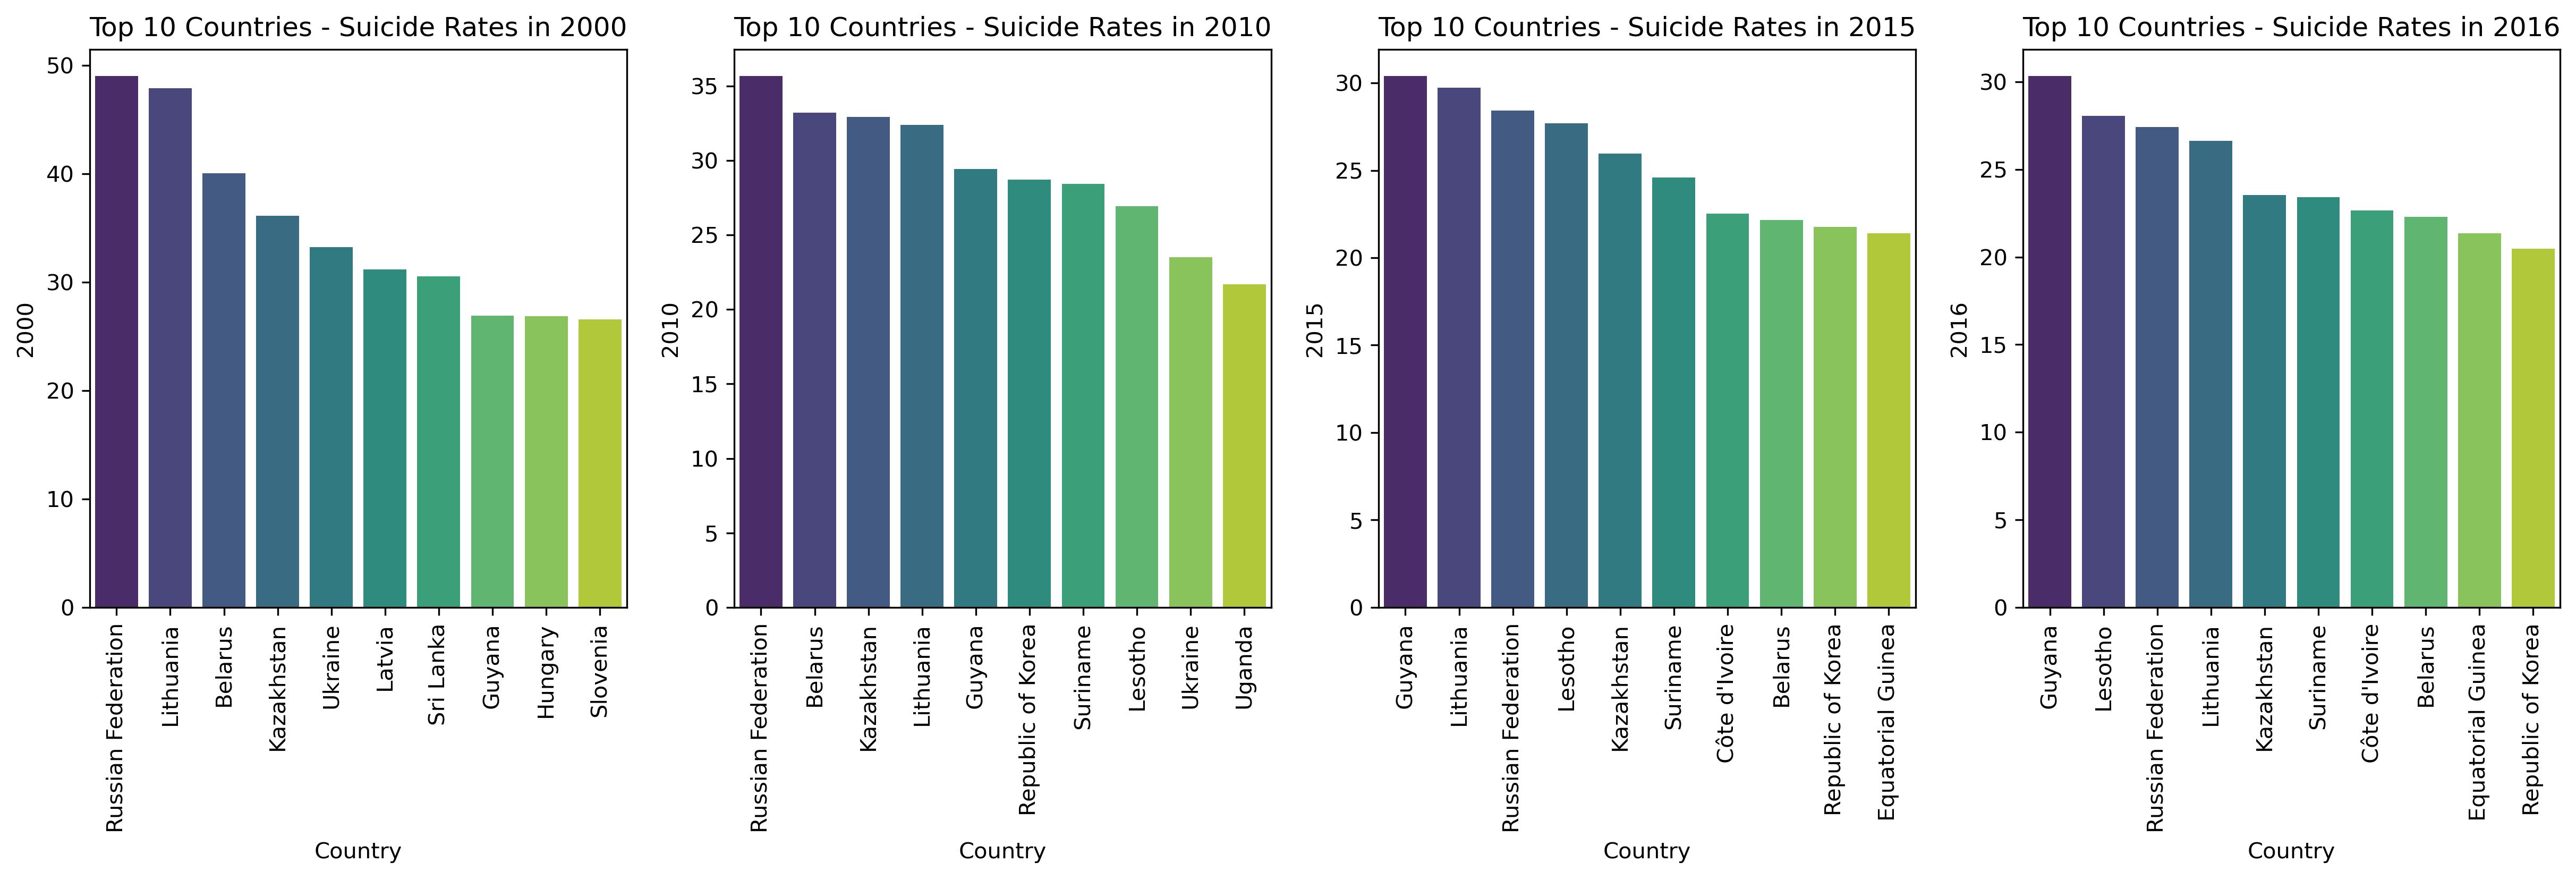 Top 10 Countries - Suicide Rates in 2000
50
40
30
20
10
0
2000
Russian Federation
Lithuania
Belarus
Kazakhstan
Ukraine
Latvia
Sri Lanka
Guyana
Hungary
Slovenia
Country
Top 10 Countries - Suicide Rates in 2010
35
30
25
20
15
10
5
0
2010
Russian Federation
Belarus
Kazakhstan
Lithuania
Guyana
Republic of Korea
Suriname
Lesotho
Ukraine
Uganda
Country
Top 10 Countries - Suicide Rates in 2015
30
25
20
15
10
5
0
2015
Guyana
Lithuania
Russian Federation
Lesotho
Kazakhstan
Suriname
Côte d'Ivoire
Belarus
Republic of Korea
Equatorial Guinea
Country
Top 10 Countries - Suicide Rates in 2016
30
25
20
15
10
5
0
2016
Guyana
Lesotho
Russian Federation
Lithuania
Kazakhstan
Suriname
Côte d'Ivoire
Belarus
Equatorial Guinea
Republic of Korea
Country